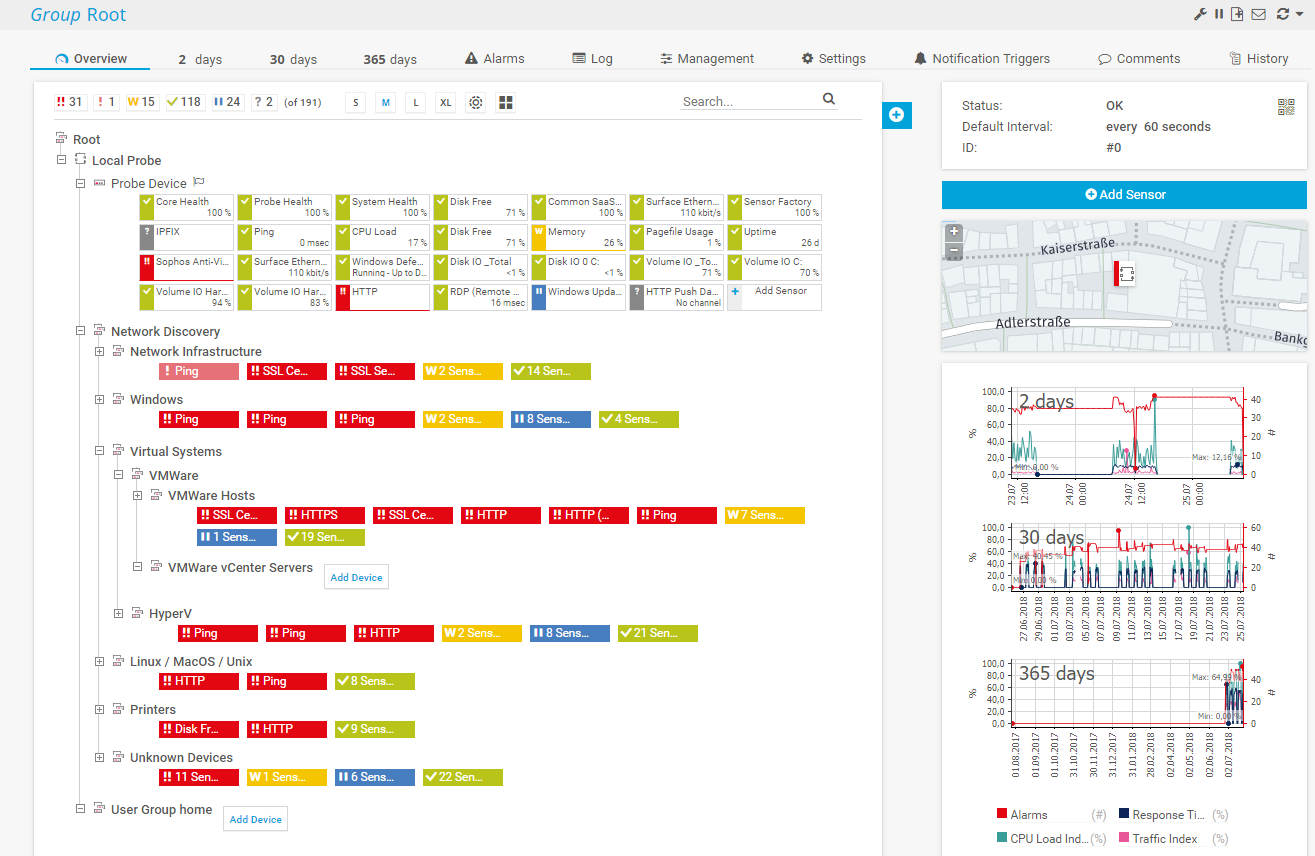 Group Root
Overview 2 days 30 days 365 days Alarms Log Management Settings Notification Triggers Comments History
!! 31 ! 1 W 15 118 24 ? 2 (of 191) S M L XL Search...
Root
Local Probe
Probe Device
Core Health 100 % Probe Health 100 % System Health 100 % Disk Free 71 % Common SaaS... 100 % Surface Ethern... 110 kbit/s Sensor Factory 100 %
IPFIX Ping 0 msec CPU Load 17 % Disk Free 71 % Memory 26 % Pagefile Usage 1 % Uptime 26 d
Sophos Anti-Vi... Surface Ethern... 110 kbit/s Windows Defe... Running - Up to D... Disk IO _Total <1 % Disk IO 0 C: <1 % Volume IO _To... 71 % Volume IO C: 70 %
Volume IO Har... 94 % Volume IO Har... 83 % HTTP RDP (Remote ... 16 msec Windows Upda... HTTP Push Da... No channel Add Sensor
Network Discovery
Network Infrastructure
! Ping !! SSL Ce... !! SSL Se... W 2 Sens... 14 Sen...
Windows
!! Ping !! Ping !! Ping W 2 Sens... 8 Sens... 4 Sens...
Virtual Systems
VMWare
VMWare Hosts
!! SSL Ce... !! HTTPS !! SSL Ce... !! HTTP !! HTTP (... !! Ping W 7 Sens...
1 Sens... 19 Sen...
VMWare vCenter Servers Add Device
HyperV
!! Ping !! Ping !! HTTP W 2 Sens... 8 Sens... 21 Sen...
Linux / MacOS / Unix
!! HTTP !! Ping 8 Sens...
Printers
!! Disk Fr... !! HTTP 9 Sens...
Unknown Devices
!! 11 Sen... W 1 Sens... 6 Sens... 22 Sen...
User Group home Add Device
Status: OK
Default Interval: every 60 seconds
ID: #0
Add Sensor
Kaiserstraße
Adlerstraße
Bankg
2 days
100,0
80,0
60,0
40,0
20,0
0,0
%
40
30
20
10
0
#
Max: 12,16 %
Min: 0,00 %
23.07 12:00
24.07 00:00
24.07 12:00
25.07 00:00
30 days
100,0
80,0
60,0
40,0
20,0
0,0
%
60
40
20
0
#
Max: 40,45 %
Min: 0,00 %
27.06.2018
29.06.2018
01.07.2018
03.07.2018
05.07.2018
07.07.2018
09.07.2018
11.07.2018
13.07.2018
15.07.2018
17.07.2018
19.07.2018
21.07.2018
23.07.2018
25.07.2018
365 days
100,0
80,0
60,0
40,0
20,0
0,0
%
40
20
0
#
Max: 64,99 %
Min: 0,00 %
01.08.2017
01.09.2017
01.10.2017
31.10.2017
30.11.2017
31.12.2017
31.01.2018
28.02.2018
02.04.2018
02.05.2018
02.06.2018
02.07.2018
Alarms (#) Response Ti... (%)
CPU Load Ind... (%) Traffic Index (%)